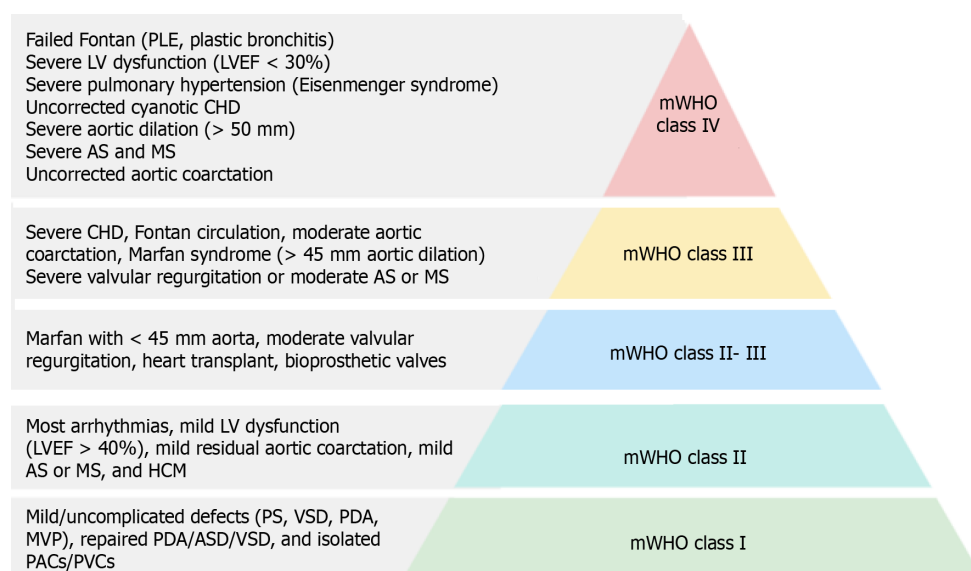 Failed Fontan (PLE, plastic bronchitis)
Severe LV dysfunction (LVEF < 30%)
Severe pulmonary hypertension (Eisenmenger syndrome)
Uncorrected cyanotic CHD
Severe aortic dilation (> 50 mm)
Severe AS and MS
Uncorrected aortic coarctation
mWHO
class IV
Severe CHD, Fontan circulation, moderate aortic
coarctation, Marfan syndrome (> 45 mm aortic dilation)
Severe valvular regurgitation or moderate AS or MS
mWHO class III
Marfan with < 45 mm aorta, moderate valvular
regurgitation, heart transplant, bioprosthetic valves
mWHO class II- III
Most arrhythmias, mild LV dysfunction
(LVEF > 40%), mild residual aortic coarctation, mild
AS or MS, and HCM
mWHO class II
Mild/uncomplicated defects (PS, VSD, PDA,
MVP), repaired PDA/ASD/VSD, and isolated
PACs/PVCs
mWHO class I